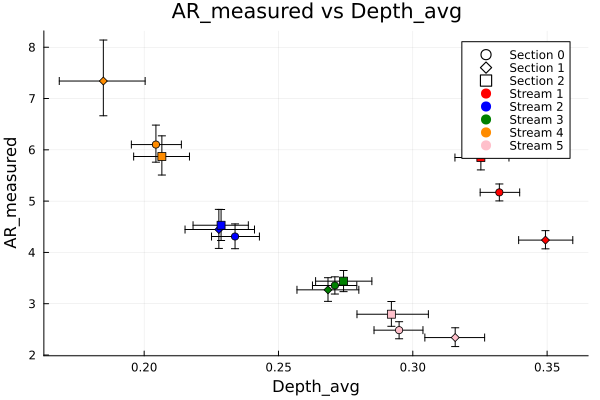 AR_measured vs Depth_avg
Section 0
Section 1
Section 2
Stream 1
Stream 2
Stream 3
Stream 4
Stream 5
AR_measured
8
7
6
5
4
3
2
0.20
0.25
0.30
0.35
Depth_avg